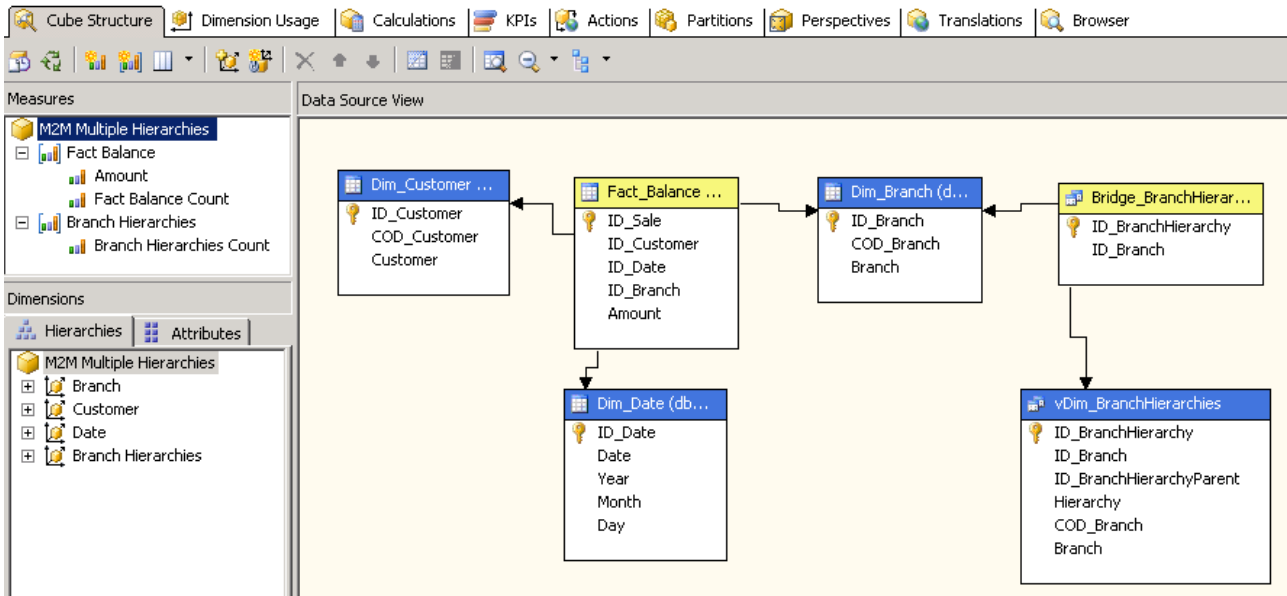 Cube Structure Dimension Usage Calculations KPIs Actions Partitions Perspectives Translations Browser
Measures
M2M Multiple Hierarchies
Fact Balance
Amount
Fact Balance Count
Branch Hierarchies
Branch Hierarchies Count
Dimensions
Hierarchies Attributes
M2M Multiple Hierarchies
Branch
Customer
Date
Branch Hierarchies
Data Source View
Dim_Customer ...
ID_Customer
COD_Customer
Customer
Fact_Balance ...
ID_Sale
ID_Customer
ID_Date
ID_Branch
Amount
Dim_Branch (d...
ID_Branch
COD_Branch
Branch
Bridge_BranchHierar...
ID_BranchHierarchy
ID_Branch
Dim_Date (db...
ID_Date
Date
Year
Month
Day
vDim_BranchHierarchies
ID_BranchHierarchy
ID_Branch
ID_BranchHierarchyParent
Hierarchy
COD_Branch
Branch